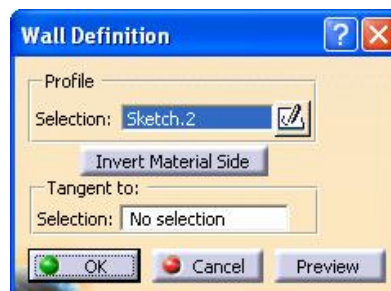 Wall Definition
Profile
Selection: Sketch.2
Invert Material Side
Tangent to:
Selection: No selection
OK Cancel Preview